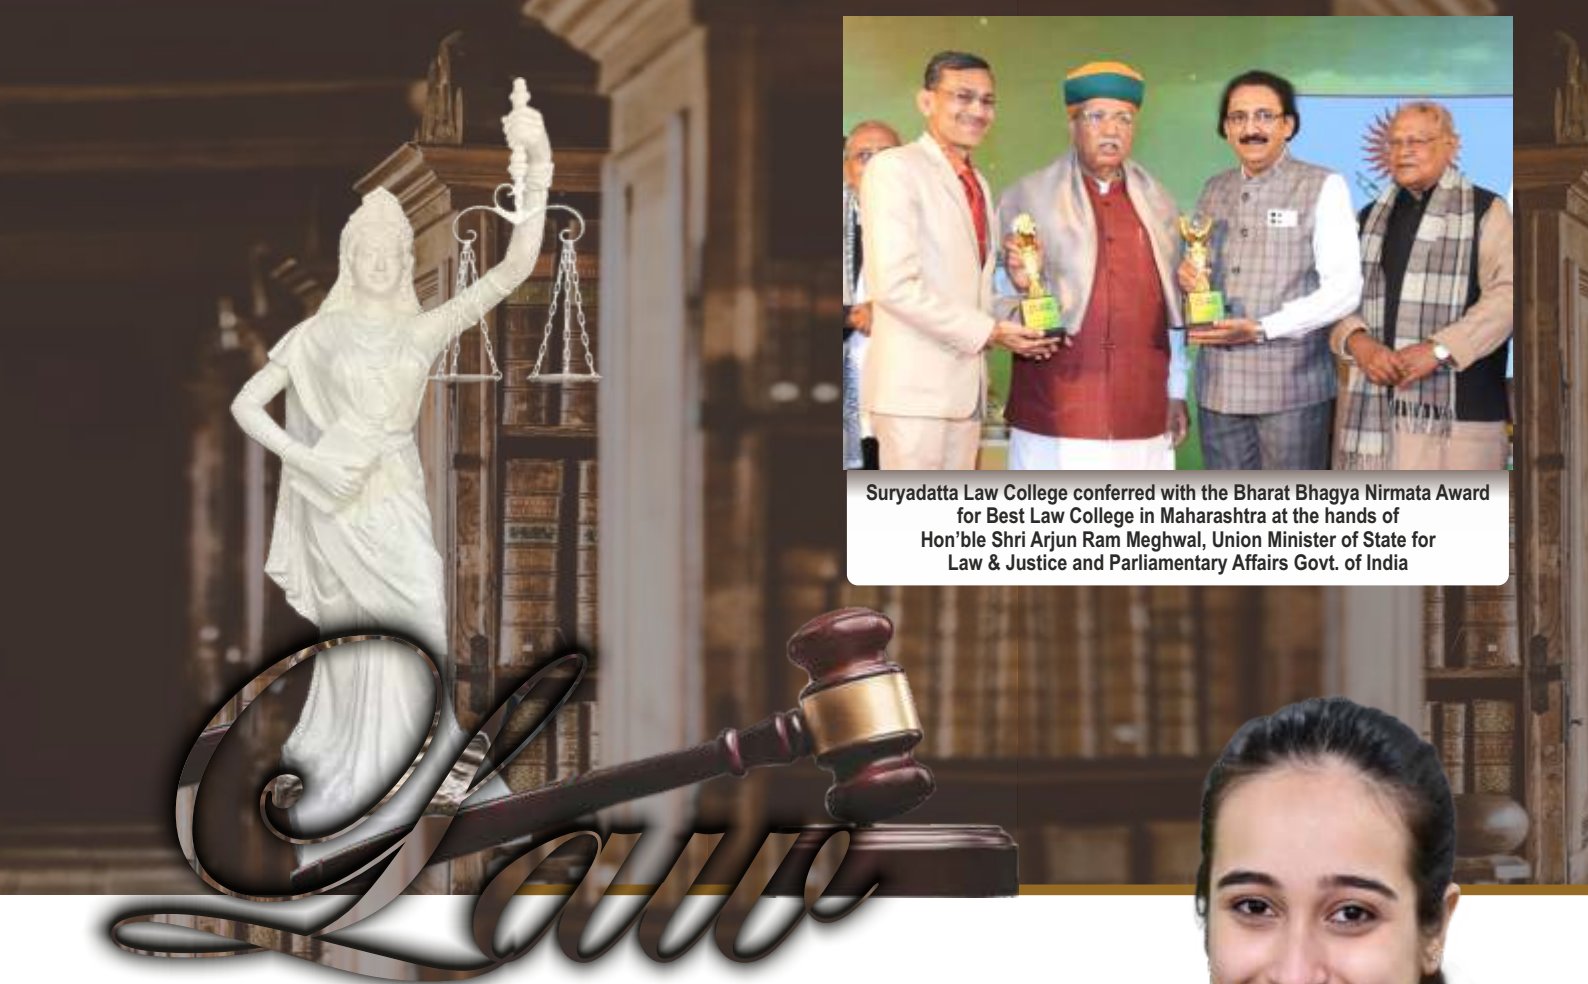 Suryadatta Law College conferred with the Bharat Bhagya Nirmata Award
for Best Law College in Maharashtra at the hands of
Hon’ble Shri Arjun Ram Meghwal, Union Minister of State for
Law & Justice and Parliamentary Affairs Govt. of India
Law